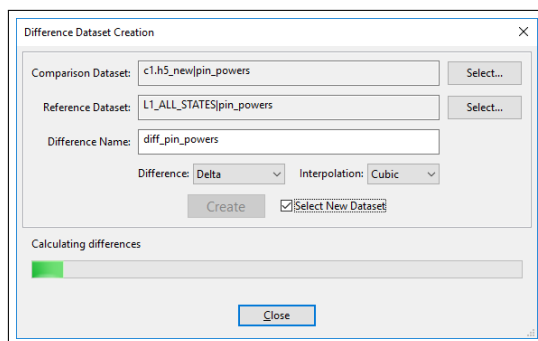 Difference Dataset Creation
Comparison Dataset: c1.h5_new|pin_powers Select...
Reference Dataset: L1_ALL_STATES|pin_powers Select...
Difference Name: diff_pin_powers
Difference: Delta Interpolation: Cubic
Create Select New Dataset
Calculating differences
Close